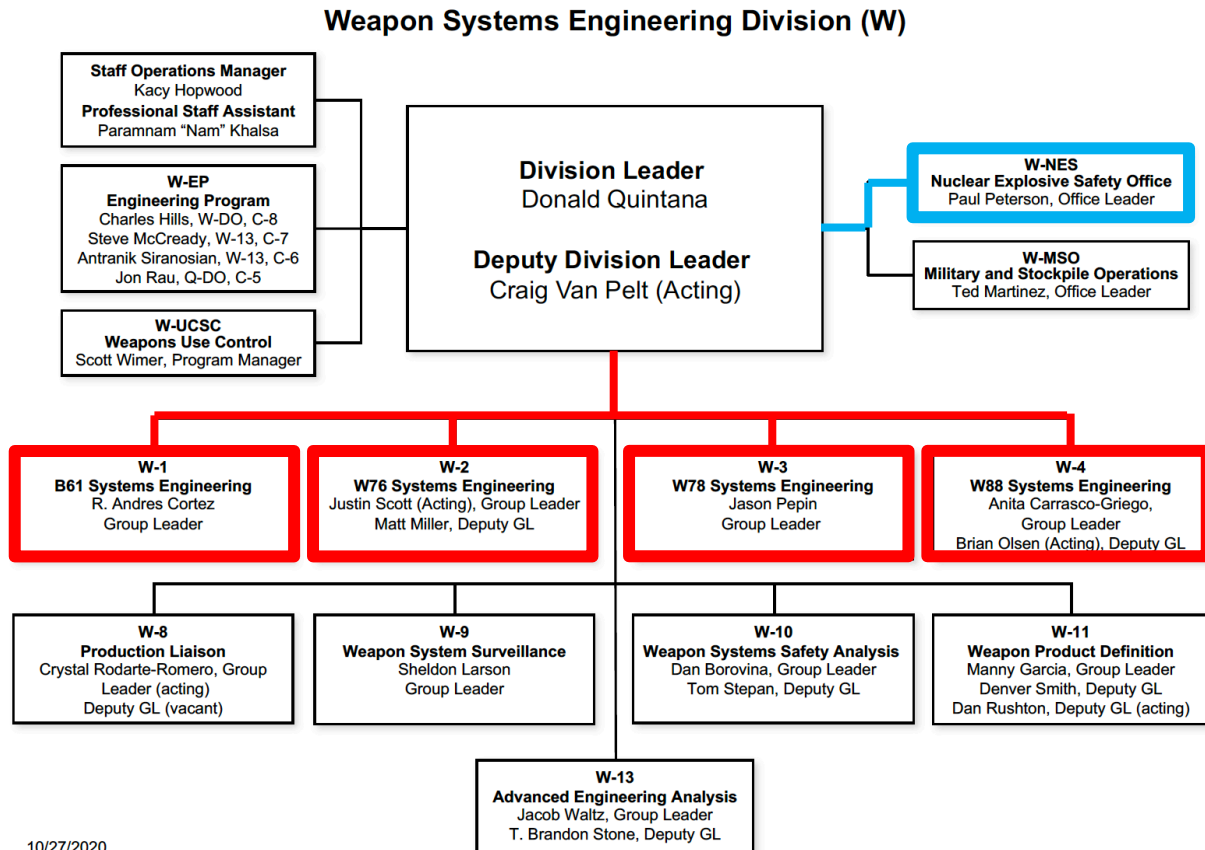 Weapon Systems Engineering Division (W)
Staff Operations Manager
Kacy Hopwood
Professional Staff Assistant
Paramnam “Nam” Khalsa
W-EP
Engineering Program
Charles Hills, W-DO, C-8
Steve McCready, W-13, C-7
Antranik Siranosian, W-13, C-6
Jon Rau, Q-DO, C-5
W-UCSC
Weapons Use Control
Scott Wimer, Program Manager
Division Leader
Donald Quintana
Deputy Division Leader
Craig Van Pelt (Acting)
W-NES
Nuclear Explosive Safety Office
Paul Peterson, Office Leader
W-MSO
Military and Stockpile Operations
Ted Martinez, Office Leader
W-1
B61 Systems Engineering
R. Andres Cortez
Group Leader
W-2
W76 Systems Engineering
Justin Scott (Acting), Group Leader
Matt Miller, Deputy GL
W-3
W78 Systems Engineering
Jason Pepin
Group Leader
W-4
W88 Systems Engineering
Anita Carrasco-Griego,
Group Leader
Brian Olsen (Acting), Deputy GL
W-8
Production Liaison
Crystal Rodarte-Romero, Group
Leader (acting)
Deputy GL (vacant)
W-9
Weapon System Surveillance
Sheldon Larson
Group Leader
W-10
Weapon Systems Safety Analysis
Dan Borovina, Group Leader
Tom Stepan, Deputy GL
W-11
Weapon Product Definition
Manny Garcia, Group Leader
Denver Smith, Deputy GL
Dan Rushton, Deputy GL (acting)
W-13
Advanced Engineering Analysis
Jacob Waltz, Group Leader
T. Brandon Stone, Deputy GL
10/27/2020